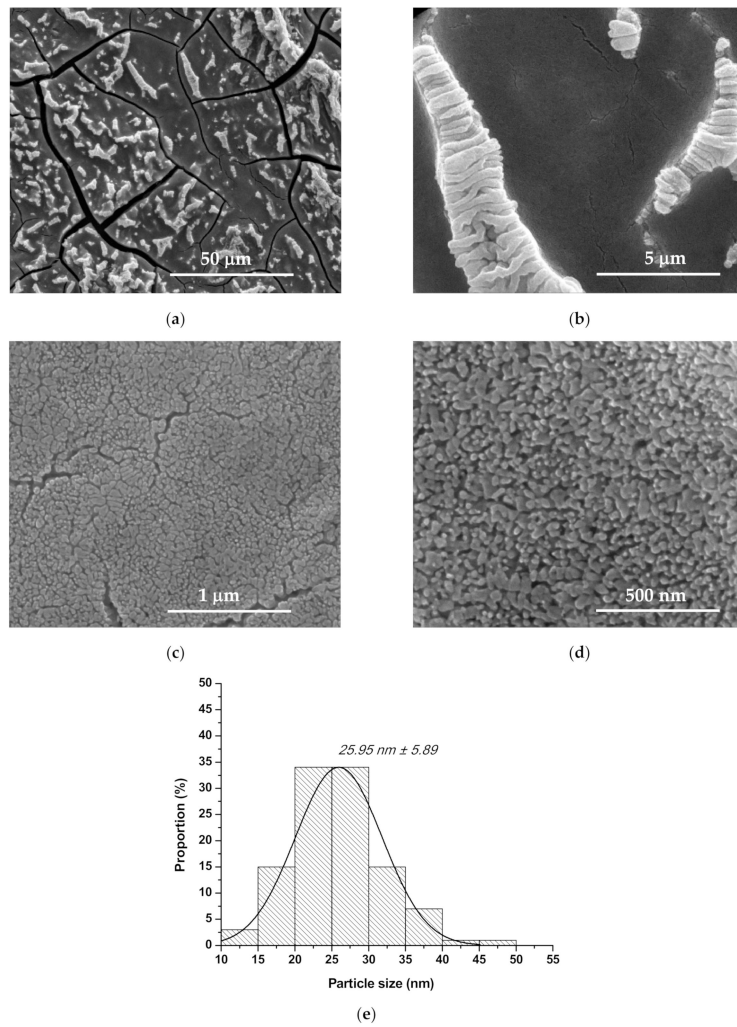 50 μm
5 μm
(a)
(b)
1 μm
500 nm
(c)
(d)
50
45
40
35
30
25
20
15
10
5
0
Proportion (%)
25.95 nm ± 5.89
10 15 20 25 30 35 40 45 50 55
Particle size (nm)
(e)